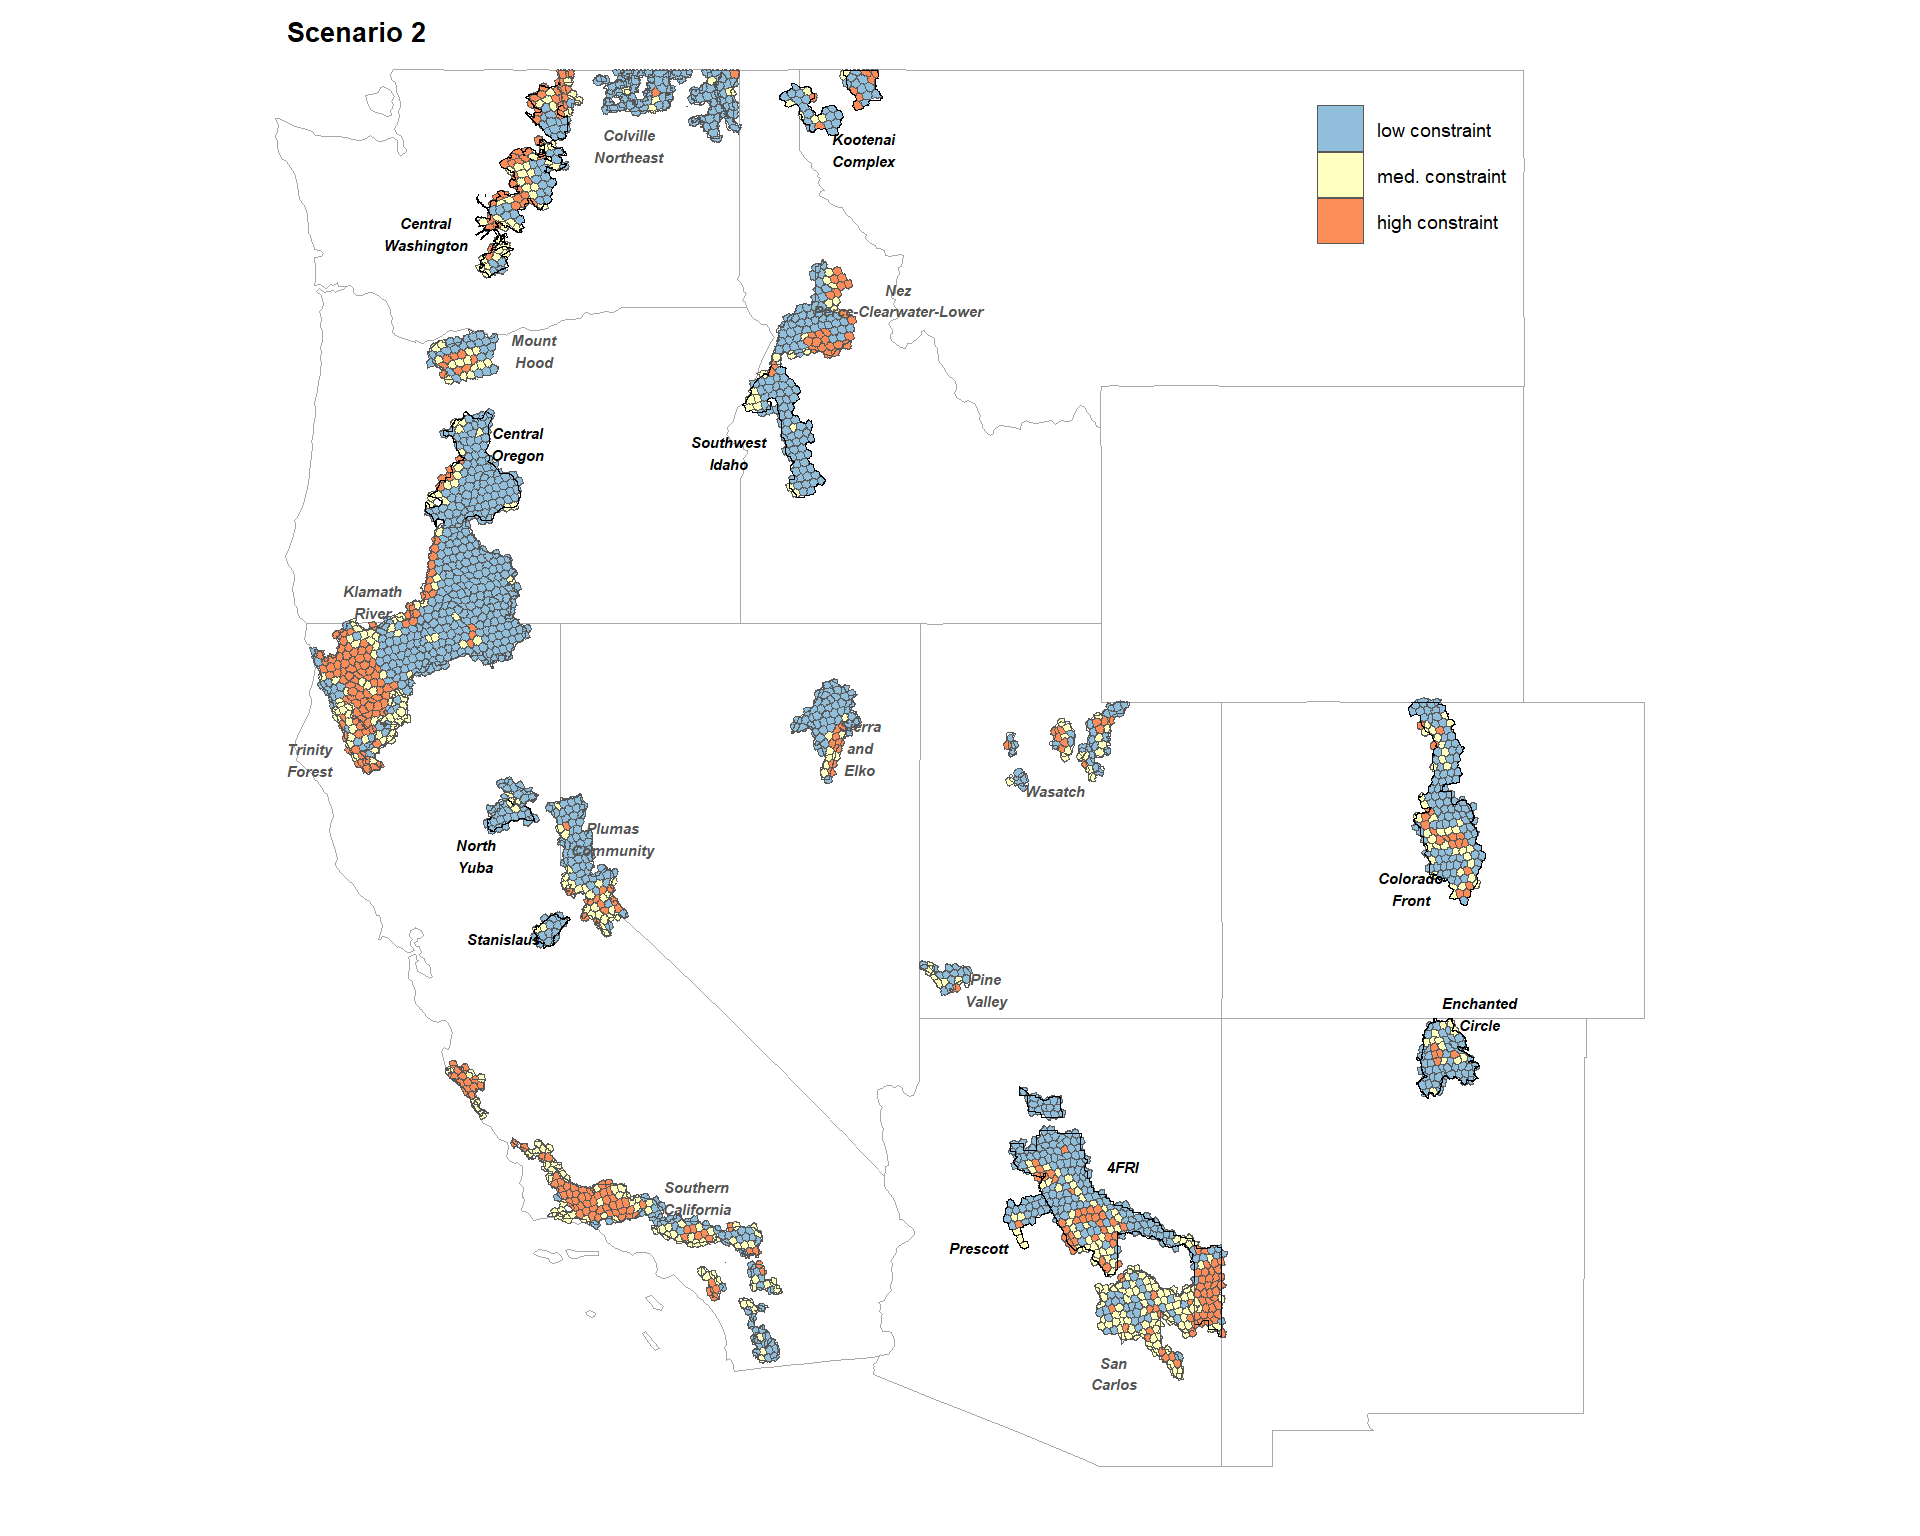 Scenario 2
low constraint
med. constraint
high constraint
Colville
Northeast
Kootenai
Complex
Central
Washington
Nez
Perce-Clearwater-Lower
Mount
Hood
Central
Oregon
Southwest
Idaho
Klamath
River
Trinity
Forest
Sierra
and
Elko
Wasatch
North
Yuba
Plumas
Community
Stanislaus
Colorado
Front
Pine
Valley
Enchanted
Circle
4FRI
Southern
California
Prescott
San
Carlos